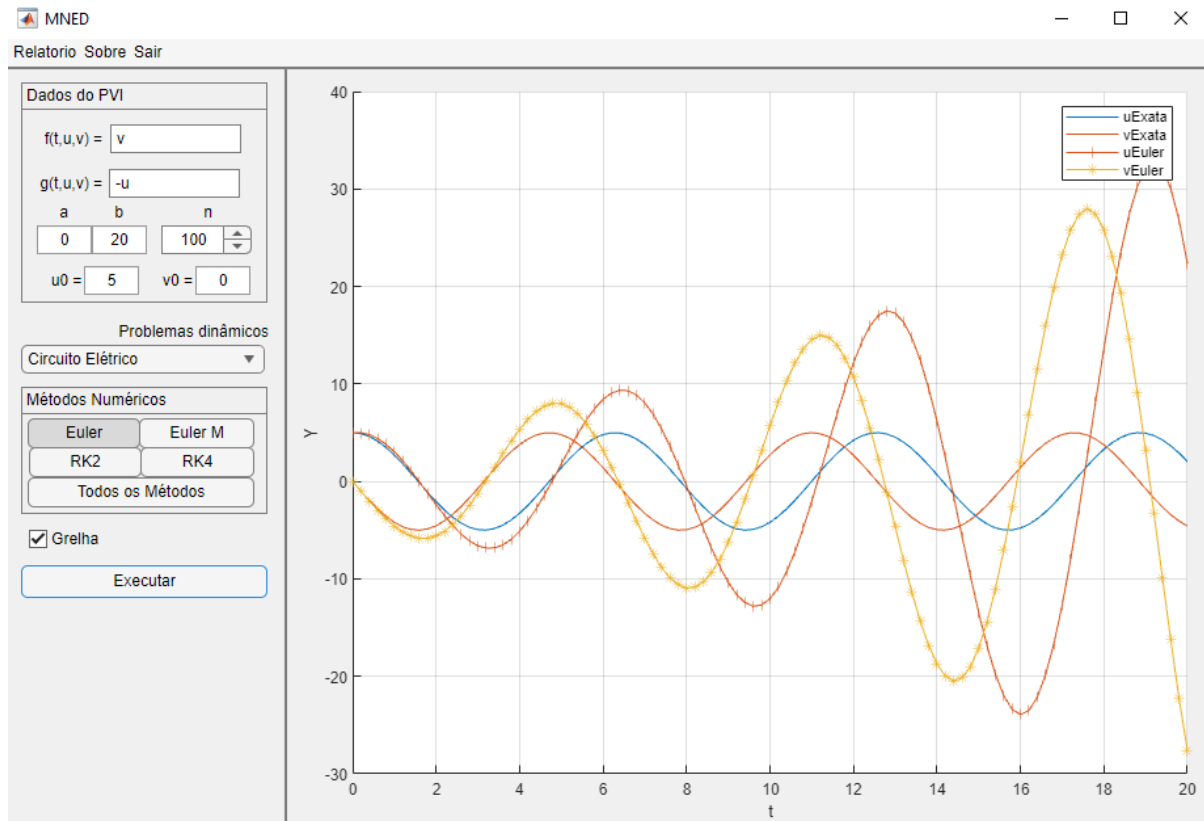 MNED
Relatorio Sobre Sair
Dados do PVI
f(t,u,v) = v
g(t,u,v) = -u
a b n
0 20 100
u0 = 5 v0 = 0
Problemas dinâmicos
Circuito Elétrico
Métodos Numéricos
Euler Euler M
RK2 RK4
Todos os Métodos
Grelha
Executar
40
30
20
10
0
-10
-20
-30
Y
0 2 4 6 8 10 12 14 16 18 20
t
uExata
vExata
uEuler
vEuler